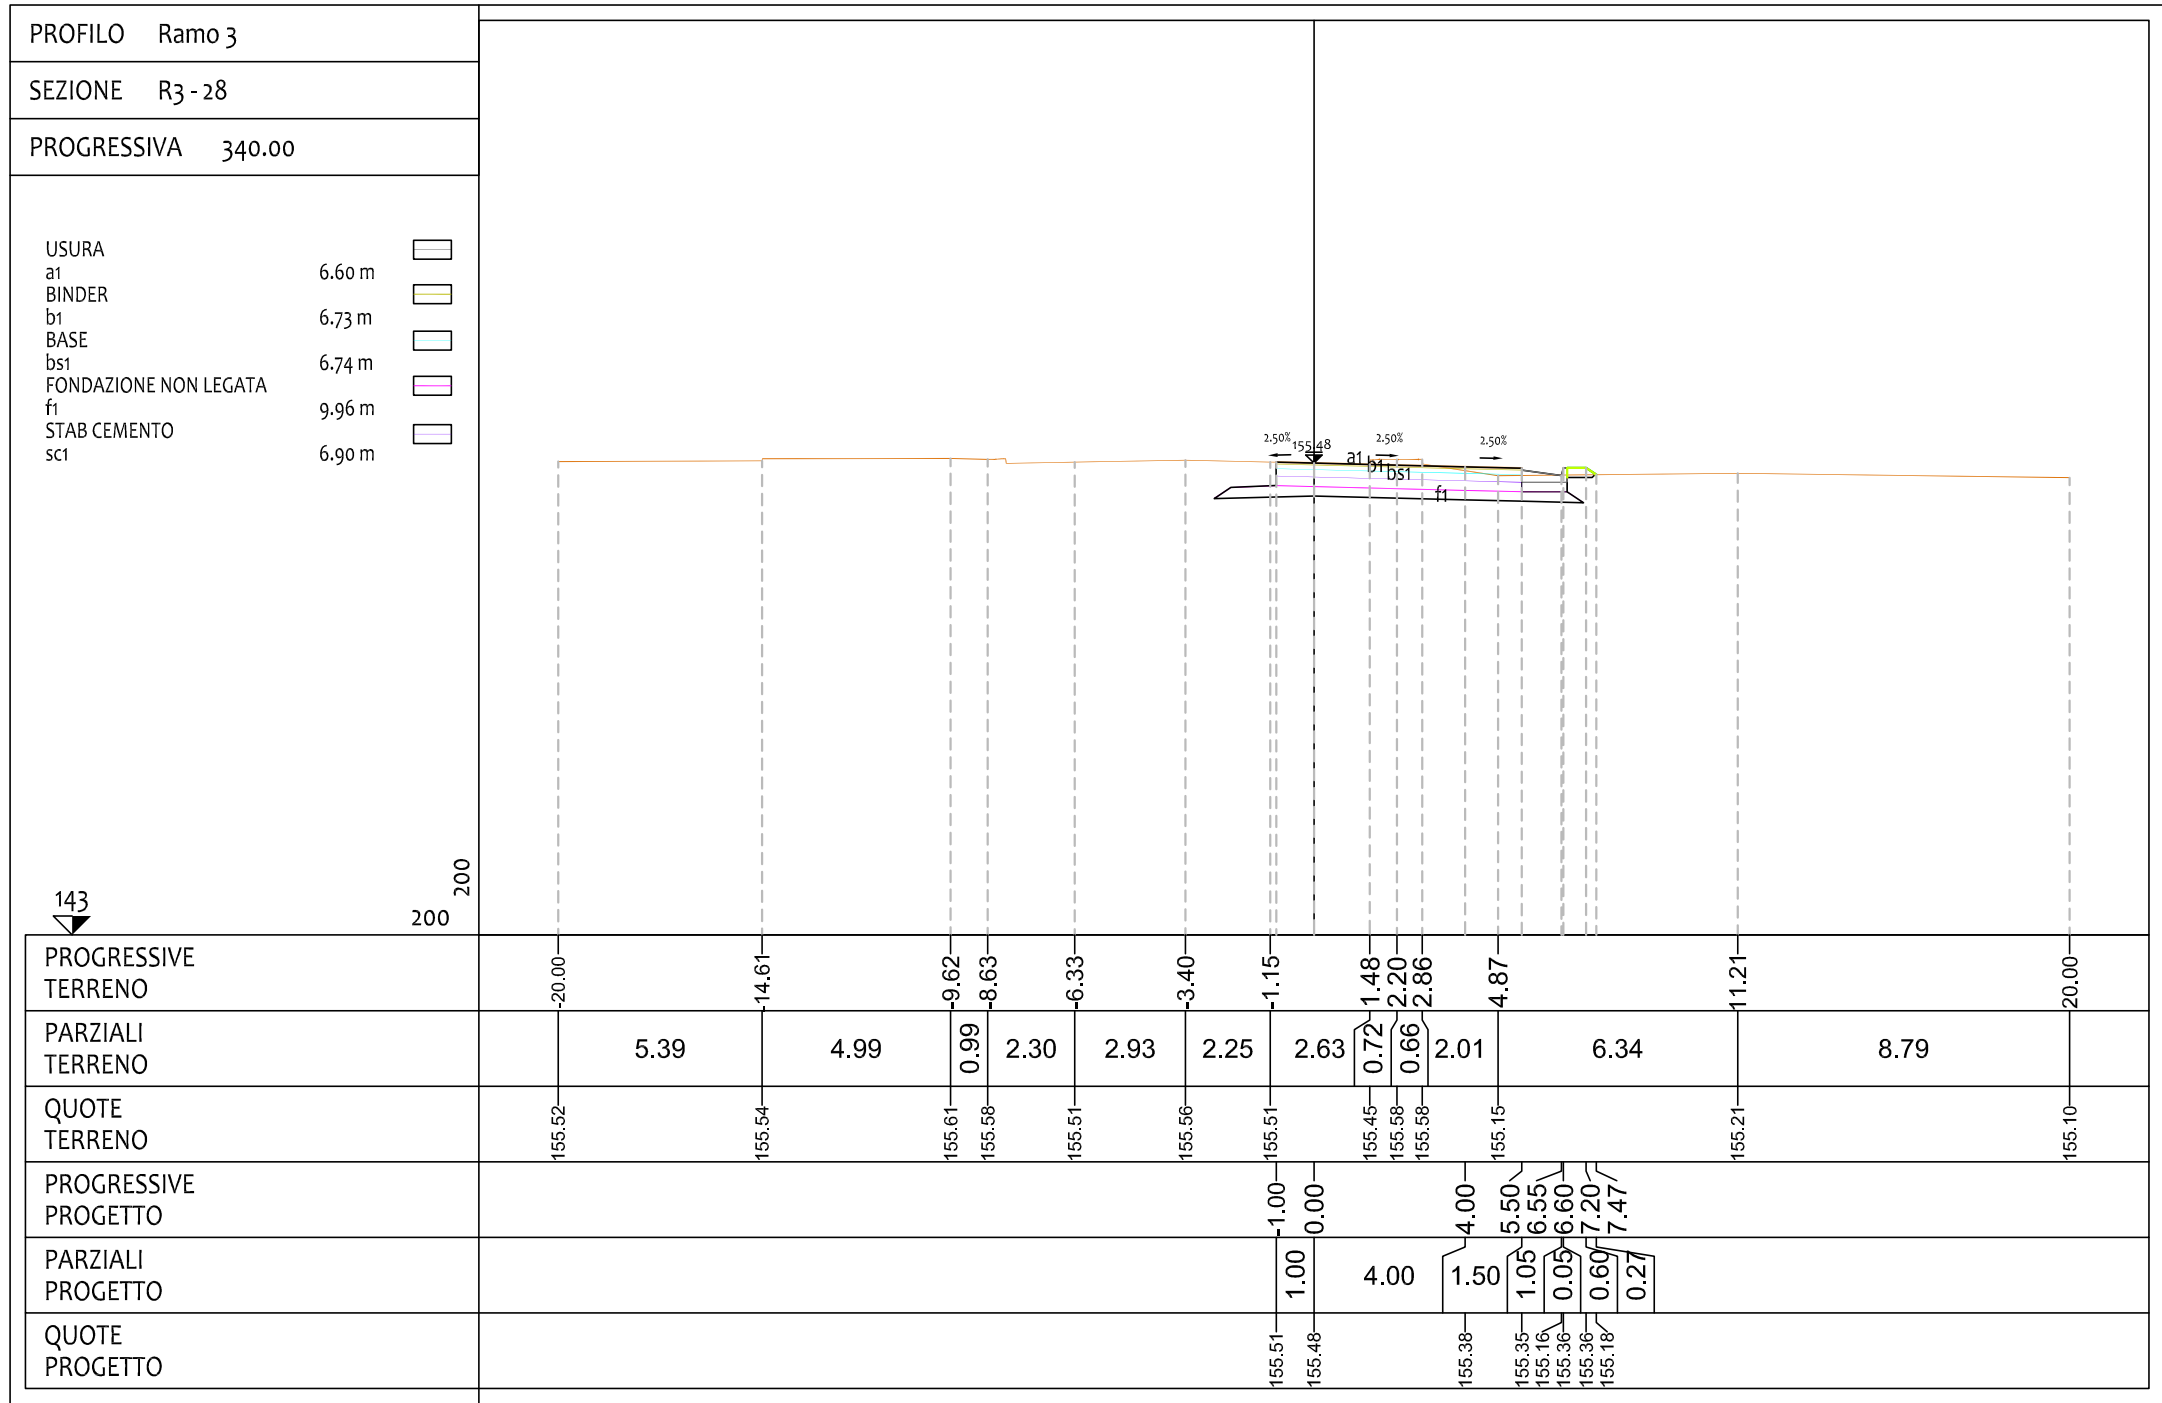 PROFILO Ramo 3
SEZIONE R3 - 28
PROGRESSIVA 340.00
USURA
a1 6.60 m
BINDER
b1 6.73 m
BASE
bs1 6.74 m
FONDAZIONE NON LEGATA
f1 9.96 m
STAB CEMENTO
sc1 6.90 m
2.50% 155.48 2.50% 2.50%
a1
b1
bs1
f1
200
143
200
PROGRESSIVE
TERRENO
-20.00 -14.61 -9.62 -8.63 -6.33 -3.40 -1.15 1.48 2.20 2.86 4.87 11.21 20.00
PARZIALI
TERRENO
5.39 4.99 0.99 2.30 2.93 2.25 2.63 0.72 0.66 2.01 6.34 8.79
QUOTE
TERRENO
155.52 155.54 155.61 155.58 155.51 155.56 155.51 155.45 155.58 155.58 155.15 155.21 155.10
PROGRESSIVE
PROGETTO
-1.00 0.00 4.00 5.50 6.55 6.60 7.20 7.47
PARZIALI
PROGETTO
1.00 4.00 1.50 1.05 0.05 0.60 0.27
QUOTE
PROGETTO
155.51 155.48 155.38 155.35 155.16 155.36 155.36 155.18